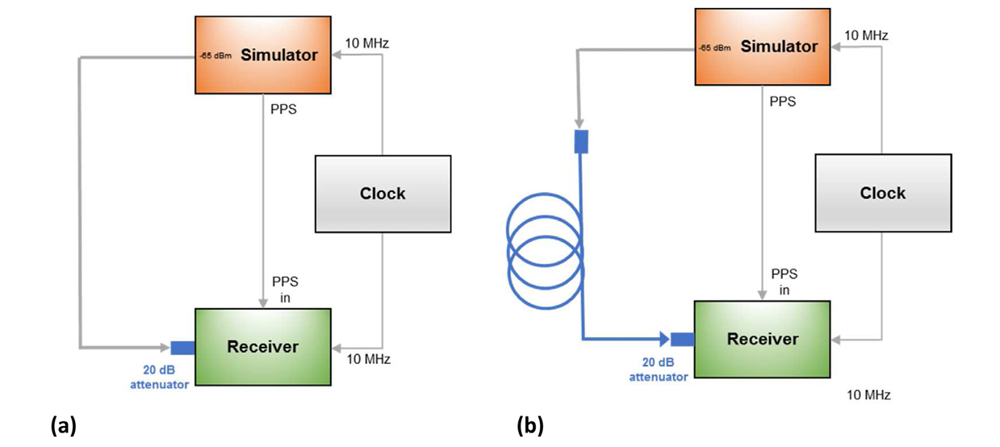 -65 dBm Simulator
10 MHz
PPS
Clock
PPS
in
Receiver
10 MHz
20 dB
attenuator
(a)
-65 dBm Simulator
10 MHz
PPS
Clock
PPS
in
Receiver
20 dB
attenuator
10 MHz
(b)